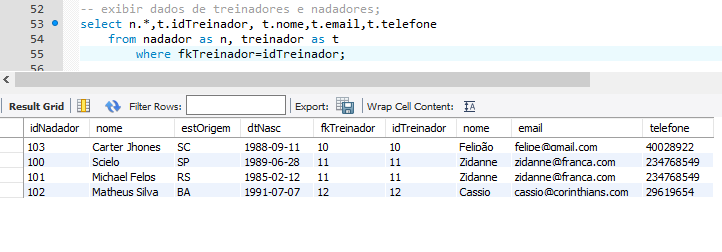 52 -- exibir dados de treinadores e nadadores;
53 select n.*,t.idTreinador, t.nome,t.email,t.telefone
54 from nadador as n, treinador as t
55 where fkTreinador=idTreinador;
56
Result Grid Filter Rows: Export: Wrap Cell Content:
idNadador nome estOrigem dtNasc fkTreinador idTreinador nome email telefone
103 Carter Jhones SC 1988-09-11 10 10 Felipão felipe@gmail.com 40028922
100 Scielo SP 1989-06-28 11 11 Zidanne zidanne@franca.com 234768549
101 Michael Felps RS 1985-02-12 11 11 Zidanne zidanne@franca.com 234768549
102 Matheus Silva BA 1991-07-07 12 12 Cassio cassio@corinthians.com 29619654